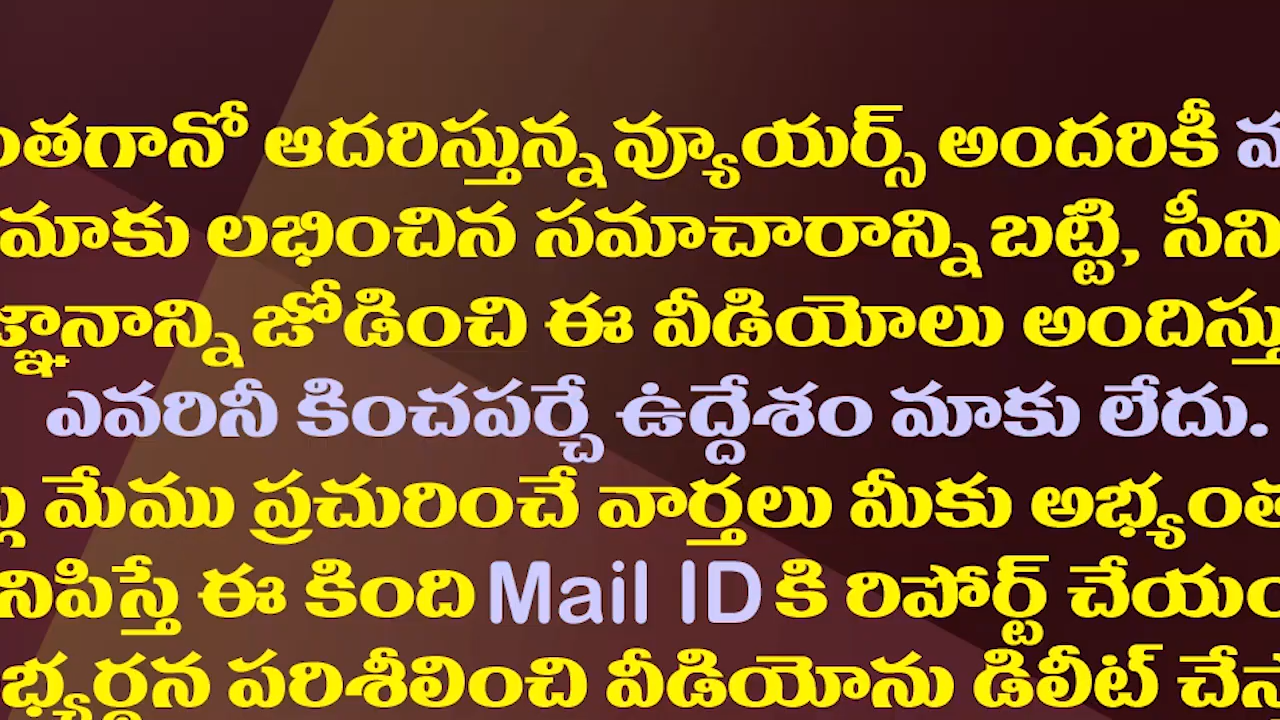 ంతగానో ఆదరిస్తున్న వ్యూయర్స్ అందరికీ
మాకు లభించిన సమాచారాన్ని బట్టి, సీని
జ్ఞానాన్ని జోడించి ఈ వీడియోలు అందిస్తు
ఎవరినీ కించపర్చే ఉద్దేశం మాకు లేదు.
మేము ప్రచురించే వార్తలు మీకు అభ్యంత
నిపిస్తే ఈ కింది Mail ID కి రిపోర్ట్ చేయం
భ్యర్థన పరిశీలించి వీడియోను డిలీట్ చేస